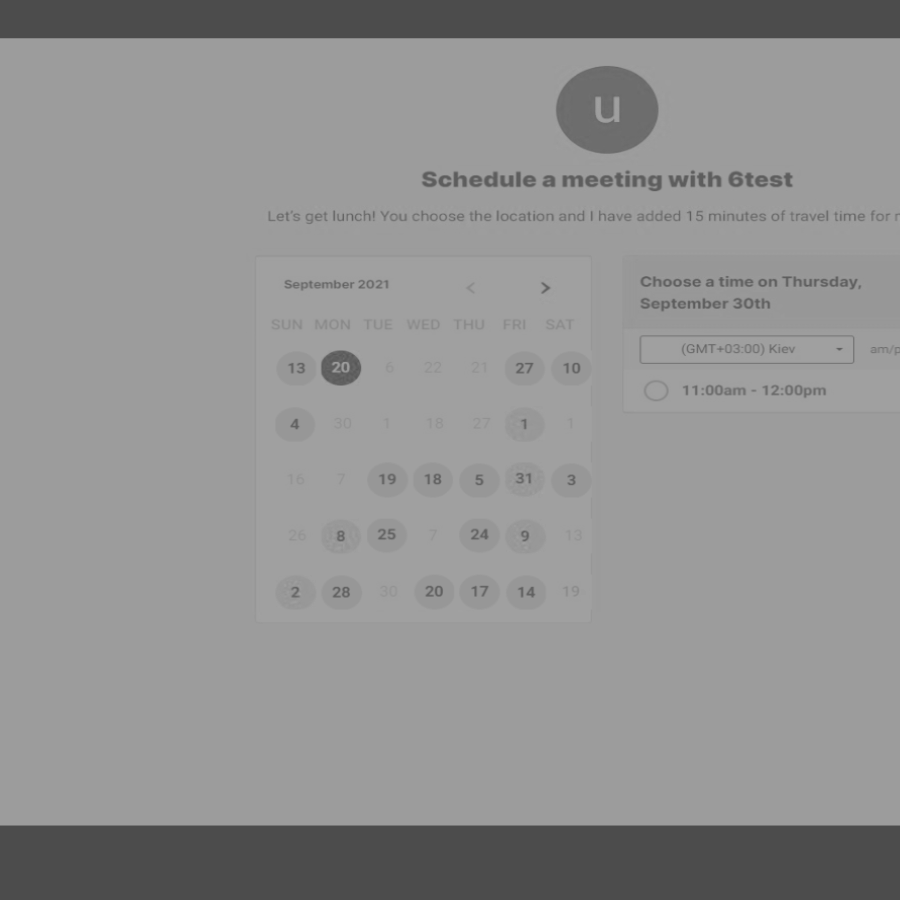 u
Schedule a meeting with 6test
Let's get lunch! You choose the location and I have added 15 minutes of travel time for
September 2021 < >
SUN MON TUE WED THU FRI SAT
13 20 6 22 21 27 10
4 30 1 18 27 1 1
16 7 19 18 5 31 3
26 8 25 7 24 9 13
2 28 30 20 17 14 19
Choose a time on Thursday,
September 30th
(GMT+03:00) Kiev am/p
11:00am - 12:00pm